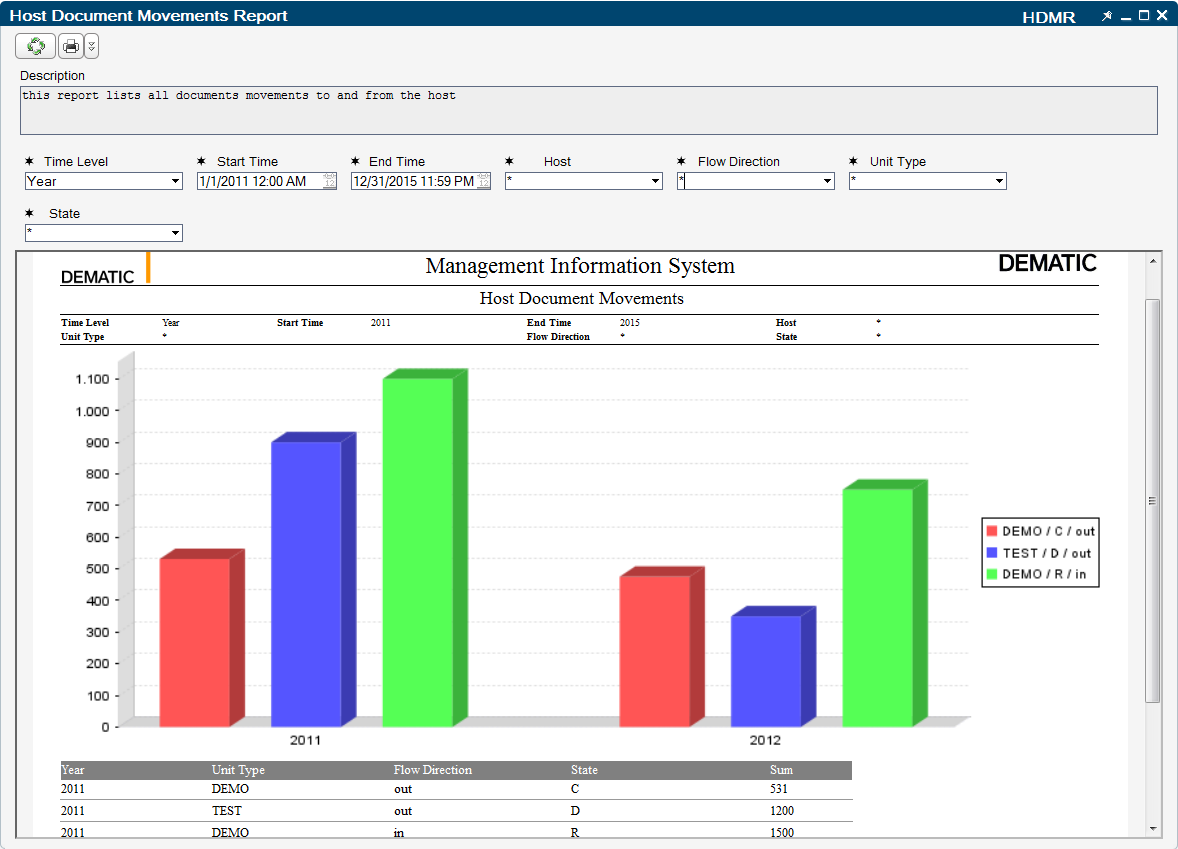 Host Document Movements Report HDMR
Description
this report lists all documents movements to and from the host
Time Level Start Time End Time Host Flow Direction Unit Type
Year 1/1/2011 12:00 AM 12 12/31/2015 11:59 PM 12 * * *
State
*
DEMATIC Management Information System DEMATIC
Host Document Movements
Time Level Year Start Time 2011 End Time 2015 Host *
Unit Type * Flow Direction * State *
1.100
1.000
900
800
700
600
500
400
300
200
100
0
2011 2012
DEMO / C / out
TEST / D / out
DEMO / R / in
Year Unit Type Flow Direction State Sum
2011 DEMO out C 531
2011 TEST out D 1200
2011 DEMO in R 1500